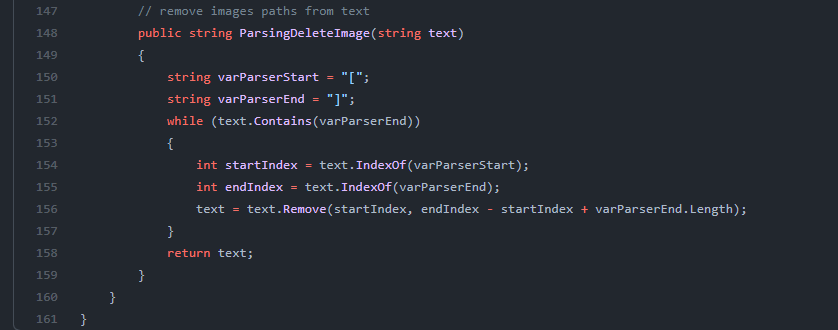 147 // remove images paths from text
148 public string ParsingDeleteImage(string text)
149 {
150 string varParserStart = "[";
151 string varParserEnd = "]";
152 while (text.Contains(varParserEnd))
153 {
154 int startIndex = text.IndexOf(varParserStart);
155 int endIndex = text.IndexOf(varParserEnd);
156 text = text.Remove(startIndex, endIndex - startIndex + varParserEnd.Length);
157 }
158 return text;
159 }
160 }
161 }